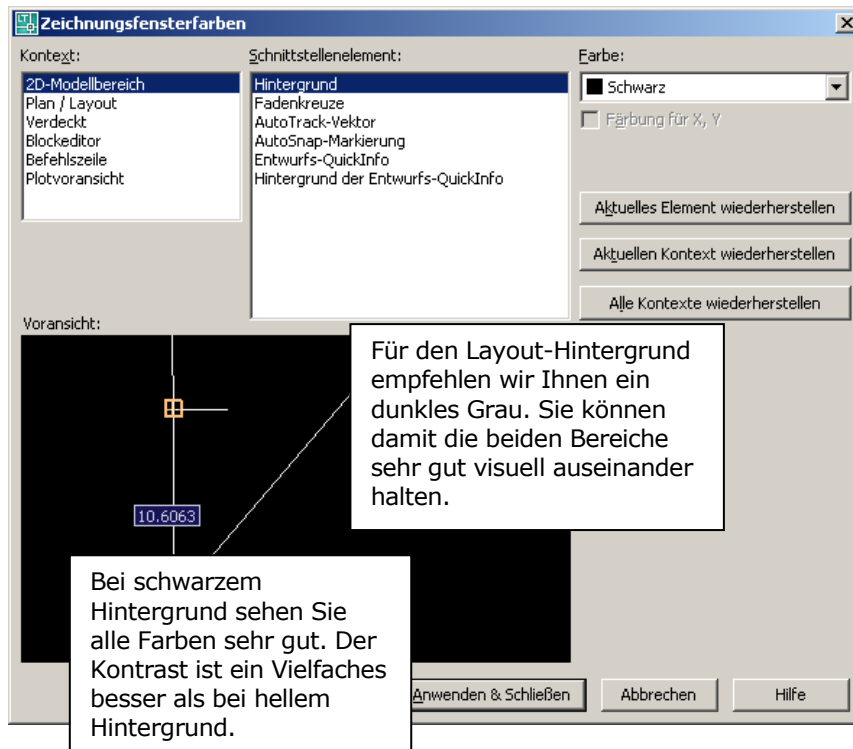 Zeichnungsfensterfarben
Kontext:
Schnittstellenelement:
Farbe:
2D-Modellbereich
Plan / Layout
Verdeckt
Blockeditor
Befehlszeile
Plotvoransicht
Hintergrund
Fadenkreuze
AutoTrack-Vektor
AutoSnap-Markierung
Entwurfs-QuickInfo
Hintergrund der Entwurfs-QuickInfo
Schwarz
Färbung für X, Y
Aktuelles Element wiederherstellen
Aktuellen Kontext wiederherstellen
Alle Kontexte wiederherstellen
Voransicht:
Für den Layout-Hintergrund
empfehlen wir Ihnen ein
dunkles Grau. Sie können
damit die beiden Bereiche
sehr gut visuell auseinander
halten.
10.6063
Bei schwarzem
Hintergrund sehen Sie
alle Farben sehr gut. Der
Kontrast ist ein Vielfaches
besser als bei hellem
Hintergrund.
Anwenden & Schließen
Abbrechen
Hilfe